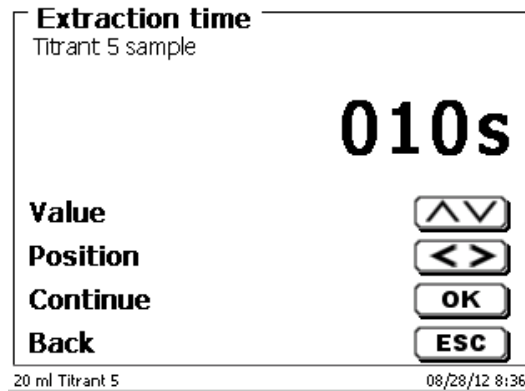 Extraction time
Titrant 5 sample
010s
Value
Position
Continue OK
Back ESC
20 ml Titrant 5 08/28/12 8:36